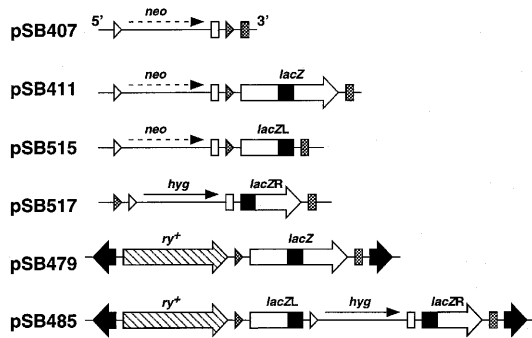 5' neo 3'
pSB407
neo lacZ
pSB411
neo lacZL
pSB515
hyg lacZR
pSB517
ry+ lacZ
pSB479
ry+ lacZL hyg lacZR
pSB485